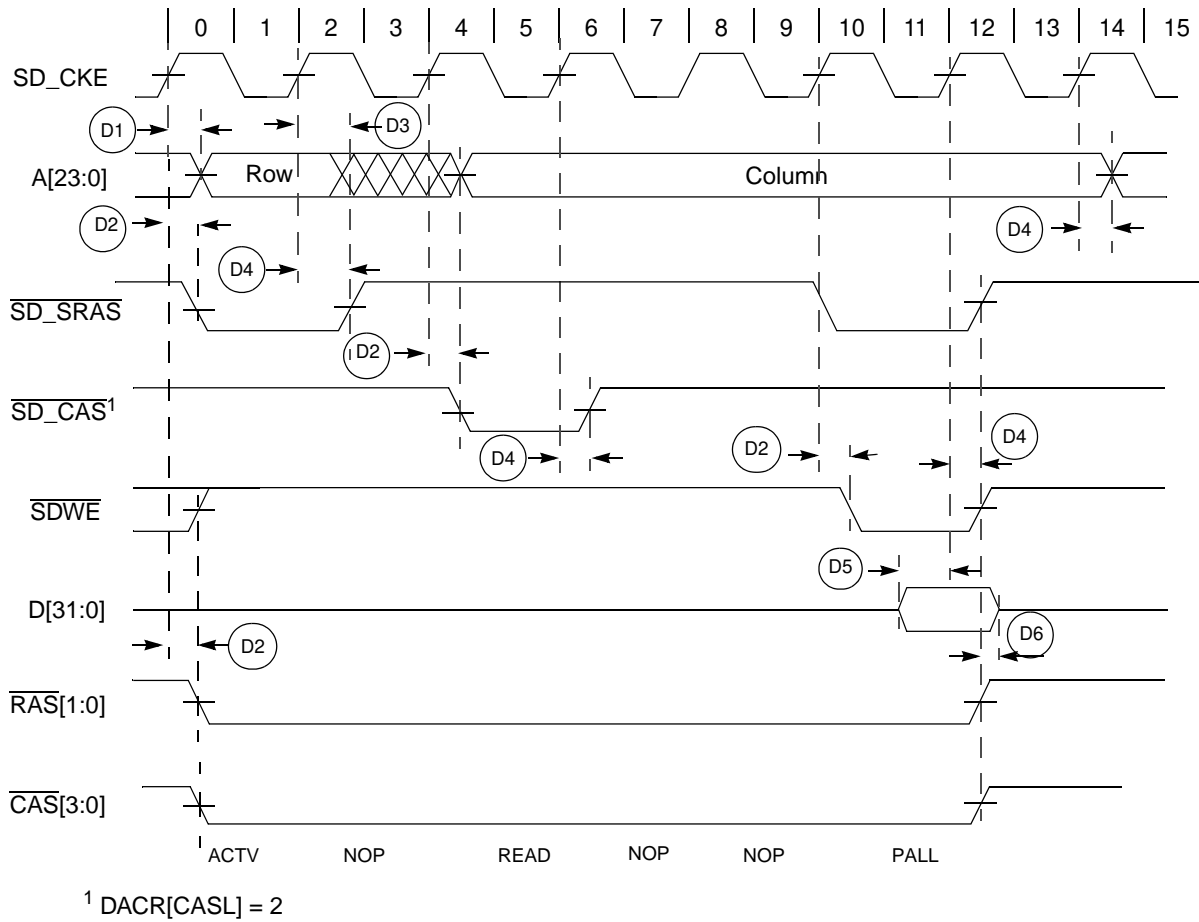 0 1 2 3 4 5 6 7 8 9 10 11 12 13 14 15
SD_CKE
D1
D3
A[23:0]
Row
Column
D2
D4
D4
SD_SRAS
D2
SD_CAS1
D4
D2
D4
SDWE
D5
D[31:0]
D2
D6
RAS[1:0]
CAS[3:0]
ACTV NOP READ NOP NOP PALL
1 DACR[CASL] = 2